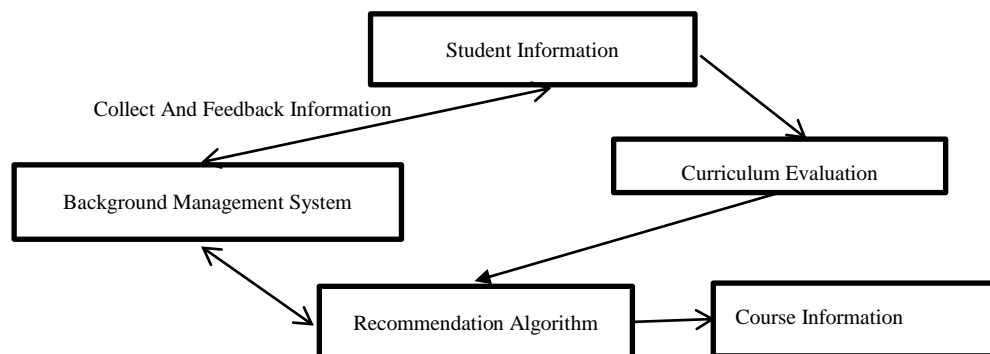 Student Information
Collect And Feedback Information
Curriculum Evaluation
Background Management System
Recommendation Algorithm
Course Information